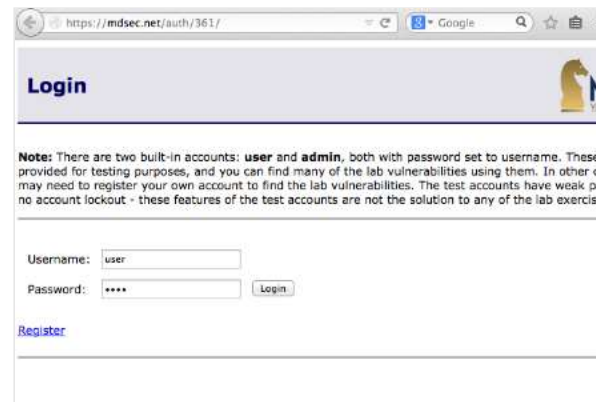 https://mdsec.net/auth/361/
Google
Login
Note: There are two built-in accounts: user and admin, both with password set to username. These
provided for testing purposes, and you can find many of the lab vulnerabilities using them. In other
may need to register your own account to find the lab vulnerabilities. The test accounts have weak
no account lockout - these features of the test accounts are not the solution to any of the lab
Username: user
Password: ••••
Login
Register